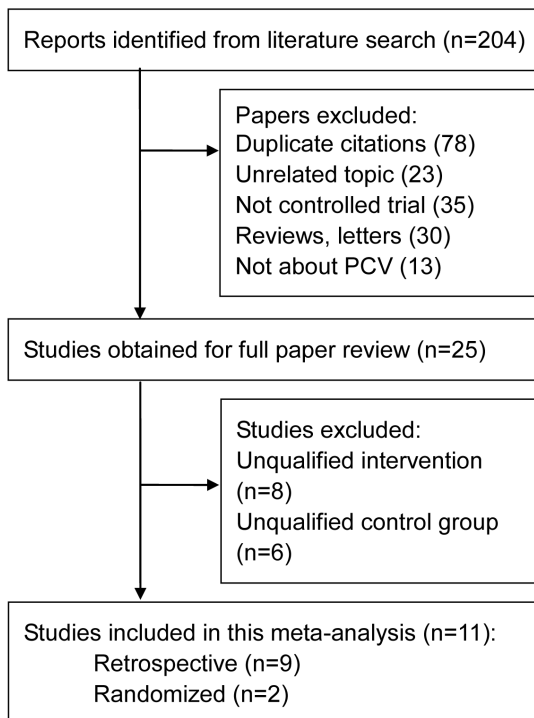 Reports identified from literature search (n=204)
Papers excluded:
Duplicate citations (78)
Unrelated topic (23)
Not controlled trial (35)
Reviews, letters (30)
Not about PCV (13)
Studies obtained for full paper review (n=25)
Studies excluded:
Unqualified intervention
(n=8)
Unqualified control group
(n=6)
Studies included in this meta-analysis (n=11):
Retrospective (n=9)
Randomized (n=2)